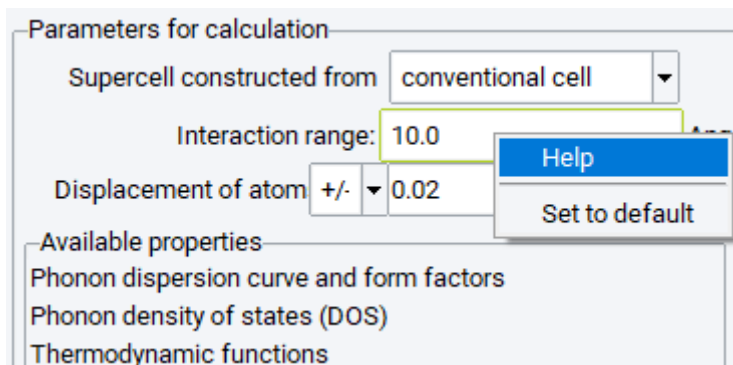 Parameters for calculation
Supercell constructed from conventional cell
Interaction range: 10.0
Help
Displacement of atom +/- 0.02
Set to default
Available properties
Phonon dispersion curve and form factors
Phonon density of states (DOS)
Thermodynamic functions